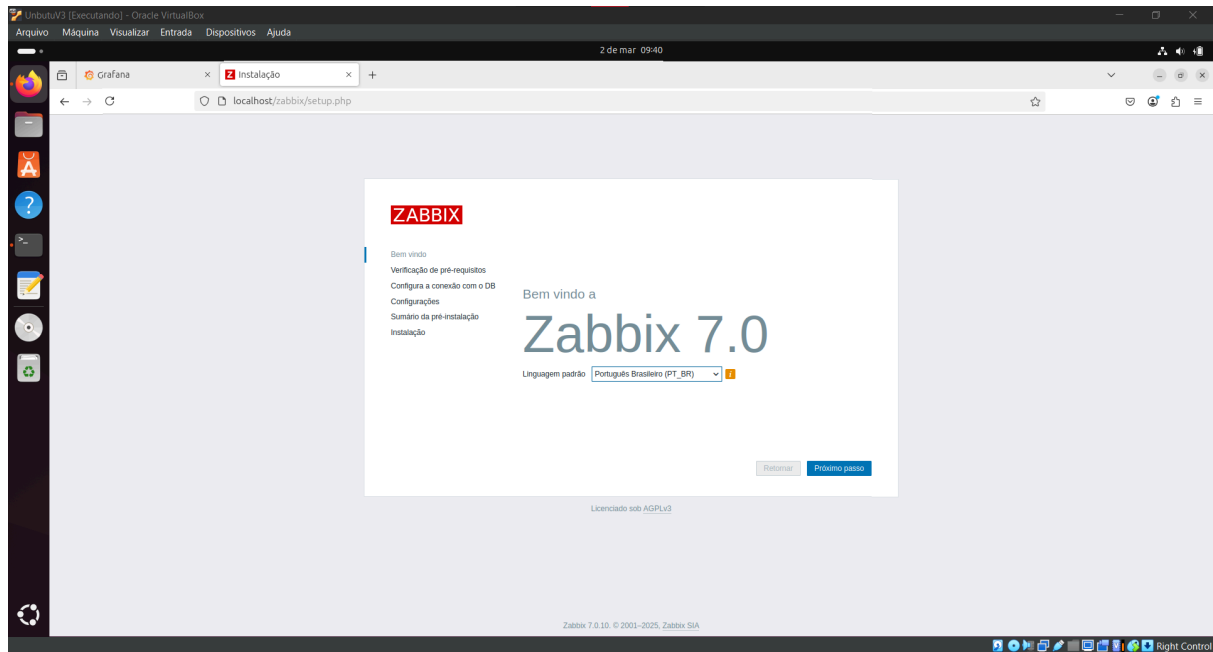 UnbutuV3 [Executando] - Oracle VirtualBox
Arquivo Máquina Visualizar Entrada Dispositivos Ajuda
2 de mar 09:40
Grafana
Z Instalação
localhost/zabbix/setup.php
ZABBIX
Bem vindo
Verificação de pré-requisitos
Configura a conexão com o DB
Configurações
Sumário da pré-instalação
Instalação
Bem vindo a
Zabbix 7.0
Linguagem padrão Português Brasileiro (PT_BR) i
Retornar Próximo passo
Licenciado sob AGPLv3
Zabbix 7.0.10. © 2001–2025, Zabbix SIA
Right Control